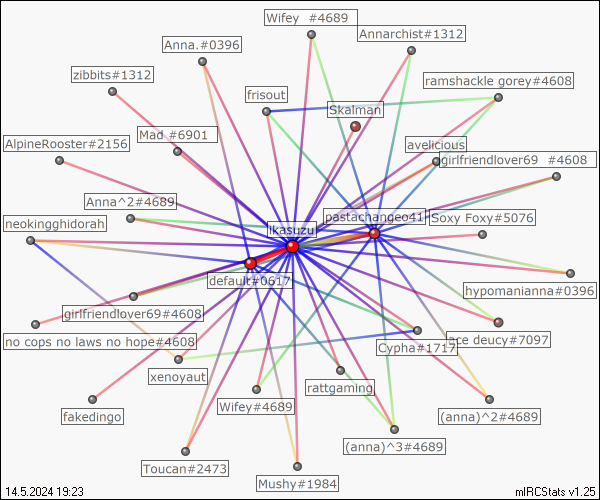 Wifey  #4689
Annarchist#1312
Anna.#0396
zibbits#1312
ramshackle gorey#4608
frisout
Skalman
Mad #6901
avelicious
AlpineRooster#2156
girlfriendlover69  #4608
Anna^2#4689
neokingghidorah
ikasuzu
pastachangeo41
Soxy Foxy#5076
default#0617
hypomanianna#0396
girlfriendlover69#4608
no cops no laws no hope#4608
Cypha#1717
ace deucy#7097
xenoyaut
rattgaming
fakedingo
Wifey#4689
(anna)^2#4689
(anna)^3#4689
Toucan#2473
Mushy#1984
14.5.2024 19:23
mIRCStats v1.25